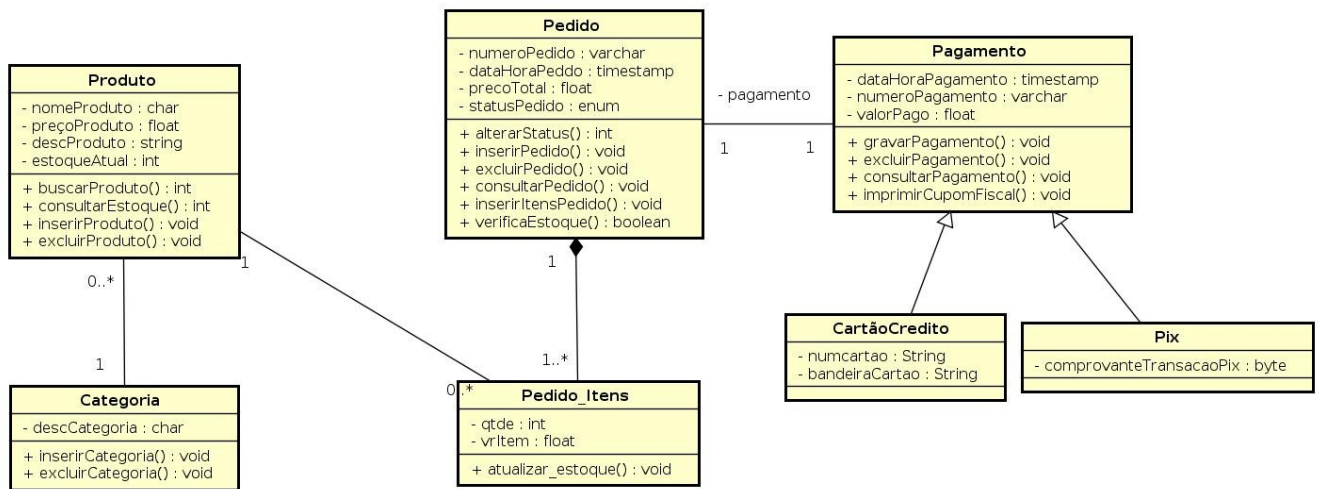 Produto
- nomeProduto : char
- preçoProduto : float
- descProduto : string
- estoqueAtual : int
+ buscarProduto() : int
+ consultarEstoque() : int
+ inserirProduto() : void
+ excluirProduto() : void
Pedido
- numeroPedido : varchar
- dataHoraPeddo : timestamp
- precoTotal : float
- statusPedido : enum
+ alterarStatus() : int
+ inserirPedido() : void
+ excluirPedido() : void
+ consultarPedido() : void
+ inserirItensPedido() : void
+ verificaEstoque() : boolean
- pagamento
1
1
Pagamento
- dataHoraPagamento : timestamp
- numeroPagamento : varchar
- valorPago : float
+ gravarPagamento() : void
+ excluirPagamento() : void
+ consultarPagamento() : void
+ imprimirCupomFiscal() : void
1
0..*
1
1
1..*
0..*
Categoria
- descCategoria : char
+ inserirCategoria() : void
+ excluirCategoria() : void
Pedido_Itens
- qtde : int
- vrItem : float
+ atualizar_estoque() : void
CartãoCredito
- numcartao : String
- bandeiraCartao : String
Pix
- comprovanteTransacaoPix : byte